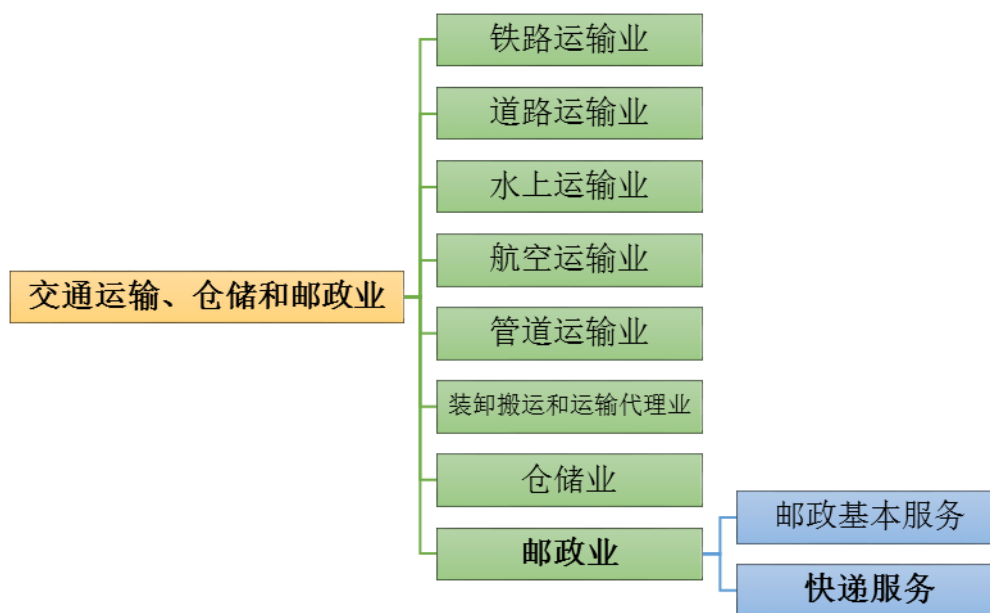 铁路运输业
道路运输业
水上运输业
航空运输业
交通运输、仓储和邮政业
管道运输业
装卸搬运和运输代理业
仓储业
邮政基本服务
邮政业
快递服务